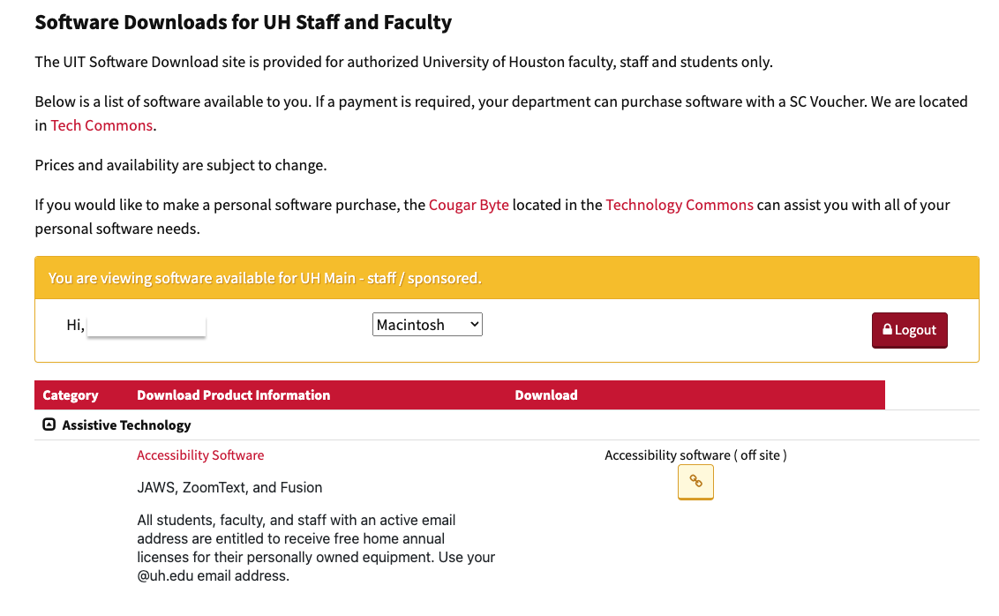 Software Downloads for UH Staff and Faculty
The UIT Software Download site is provided for authorized University of Houston faculty, staff and students only.
Below is a list of software available to you. If a payment is required, your department can purchase software with a SC Voucher. We are located
in Tech Commons.
Prices and availability are subject to change.
If you would like to make a personal software purchase, the Cougar Byte located in the Technology Commons can assist you with all of your
personal software needs.
You are viewing software available for UH Main - staff / sponsored.
Hi, Macintosh Logout
Category Download Product Information Download
Assistive Technology
Accessibility Software Accessibility software ( off site )
JAWS, ZoomText, and Fusion
All students, faculty, and staff with an active email
address are entitled to receive free home annual
licenses for their personally owned equipment. Use your
@uh.edu email address.